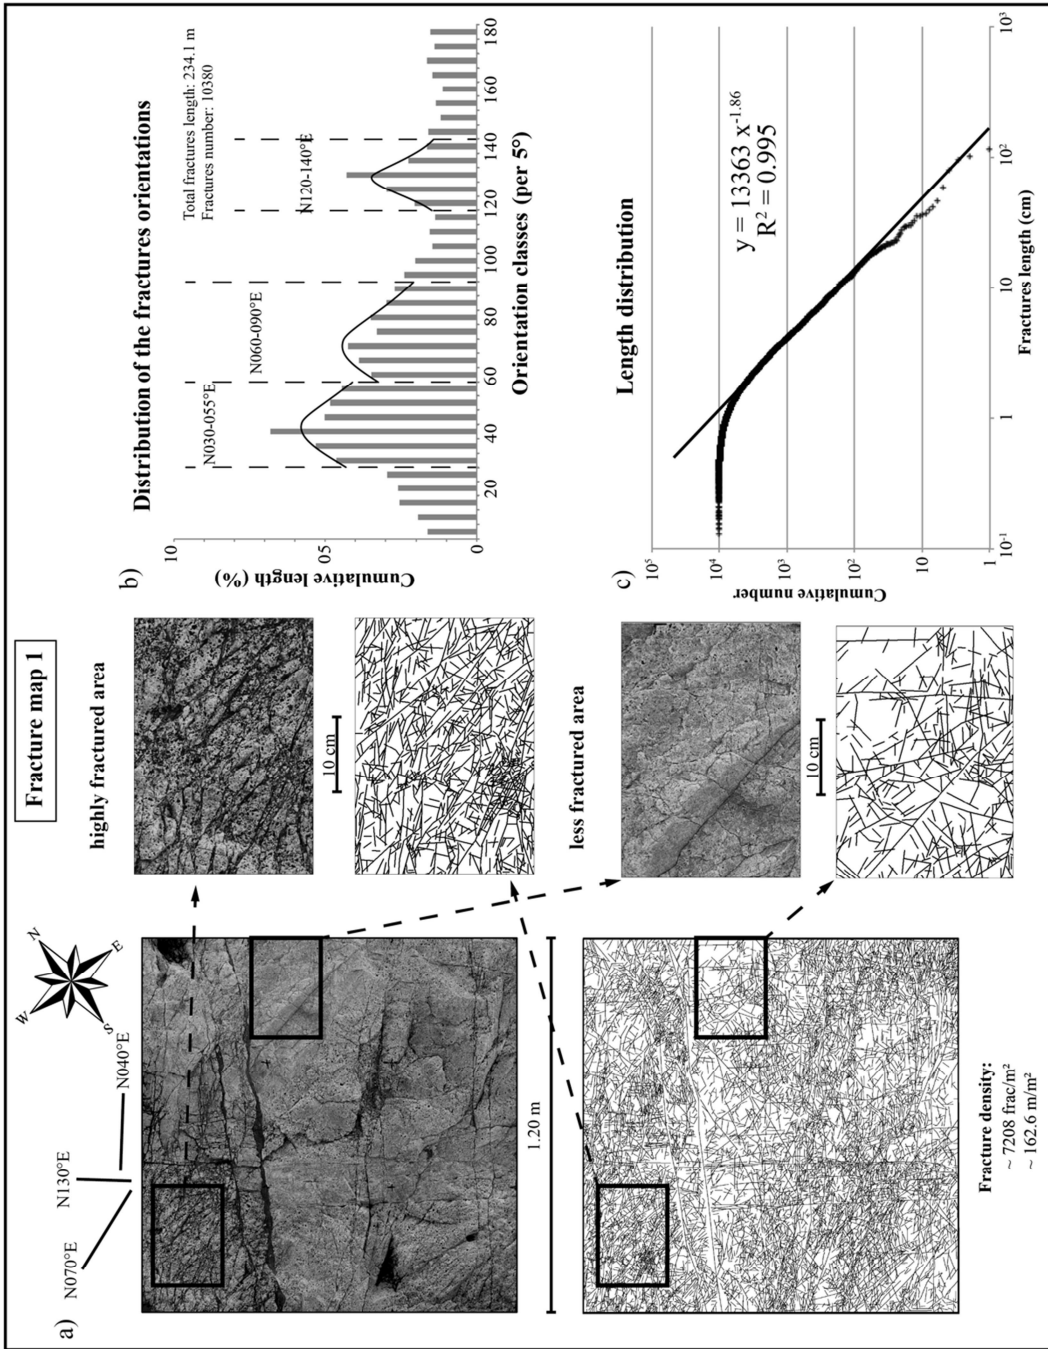 Fracture map 1
a)
N070°E
N130°E
N040°E
W
N
S
E
1.20 m
Fracture density:
~ 7208 frac/m²
~ 162.6 m/m²
highly fractured area
10 cm
less fractured area
10 cm
b)
Distribution of the fractures orientations
Total fractures length: 234.1 m
Fractures number: 10380
N030-055°E
N060-090°E
N120-140°E
Cumulative length (%)
10
05
0
20 40 60 80 100 120 140 160 180
Orientation classes (per 5°)
c)
Length distribution
y = 13363 x^-1.86
R² = 0.995
Cumulative number
10⁵
10⁴
10³
10²
10
1
10⁻¹ 1 10 10² 10³
Fractures length (cm)